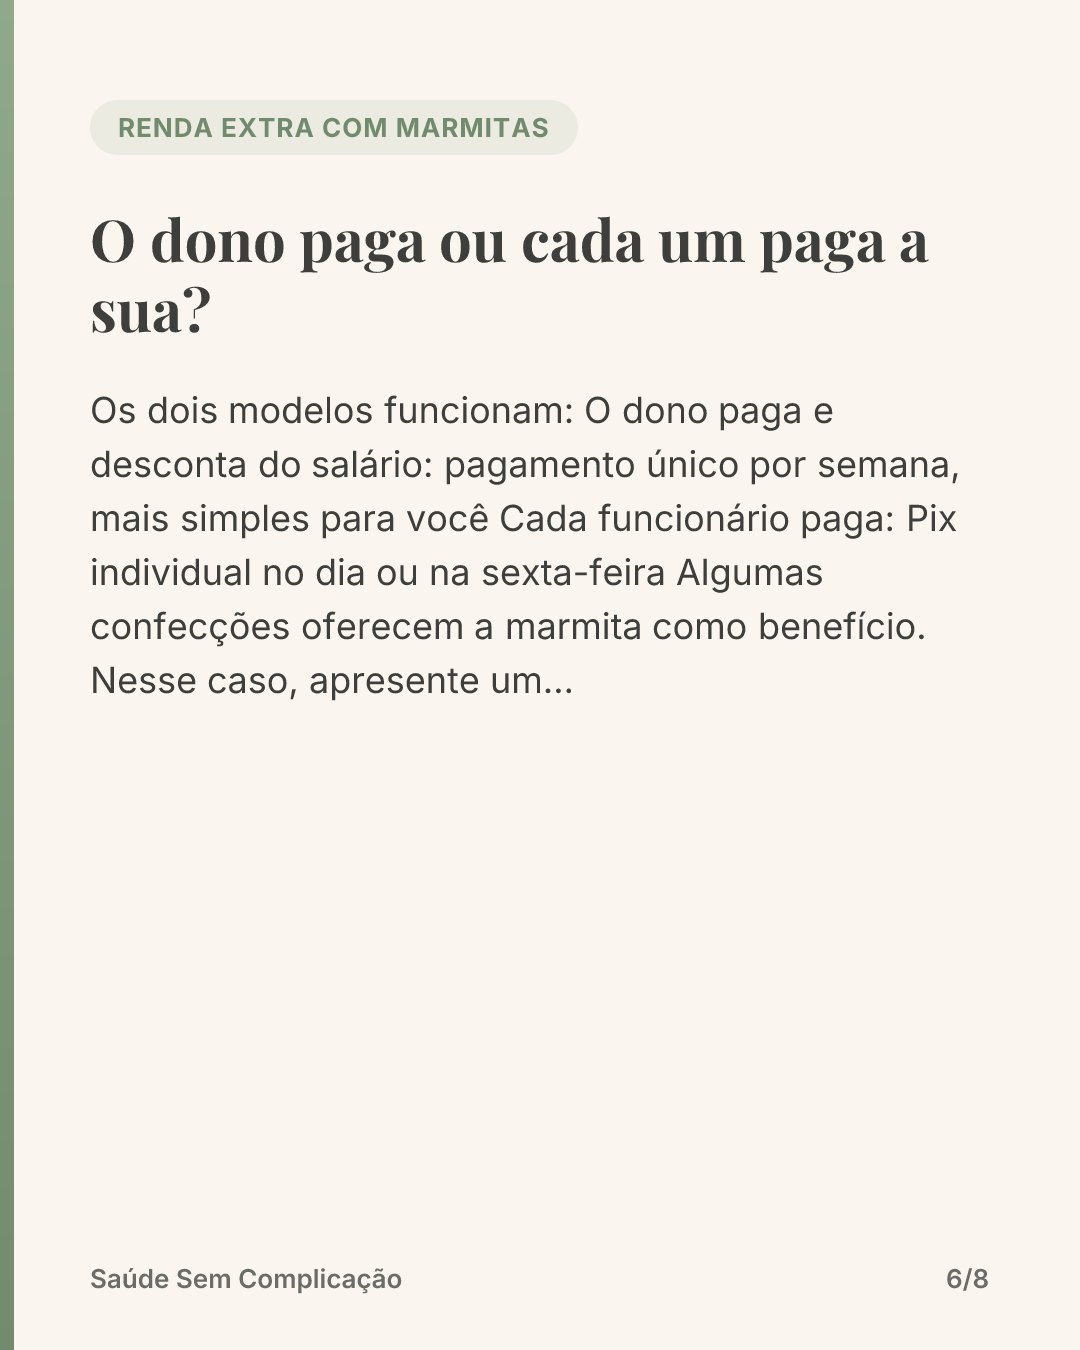 RENDA EXTRA COM MARMITAS
O dono paga ou cada um paga a
sua?
Os dois modelos funcionam: O dono paga e
desconta do salário: pagamento único por semana,
mais simples para você Cada funcionário paga: Pix
individual no dia ou na sexta-feira Algumas
confecções oferecem a marmita como benefício.
Nesse caso, apresente um...
Saúde Sem Complicação
6/8